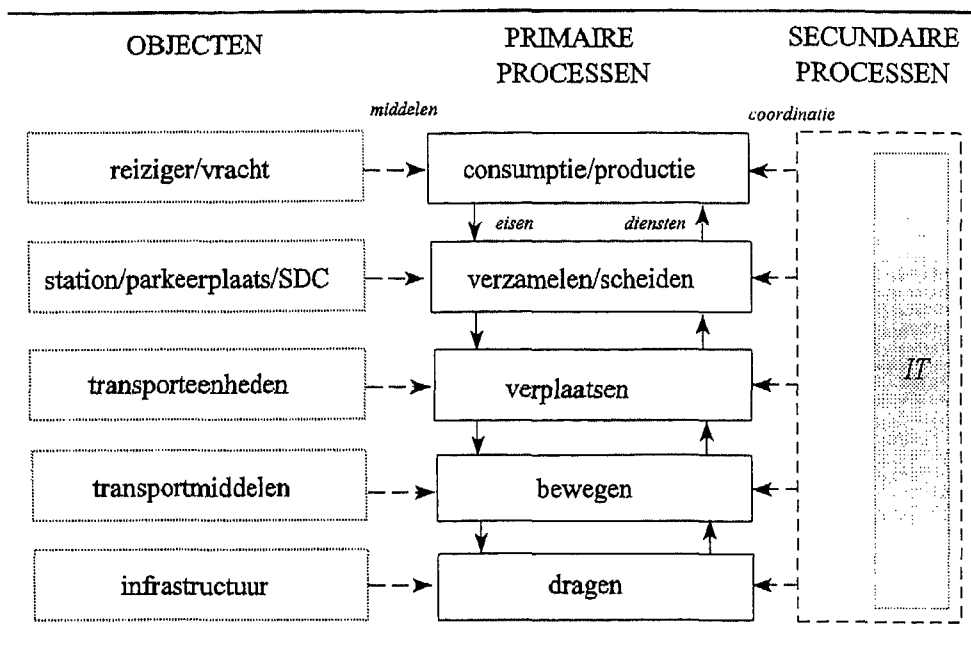 OBJECTEN
PRIMAIRE
PROCESSEN
SECUNDAIRE
PROCESSEN
middelen
coordinatie
reiziger/vracht
consumptie/productie
eisen
diensten
station/parkeerplaats/SDC
verzamelen/scheiden
transporteenheden
verplaatsen
IT
transportmiddelen
bewegen
infrastructuur
dragen